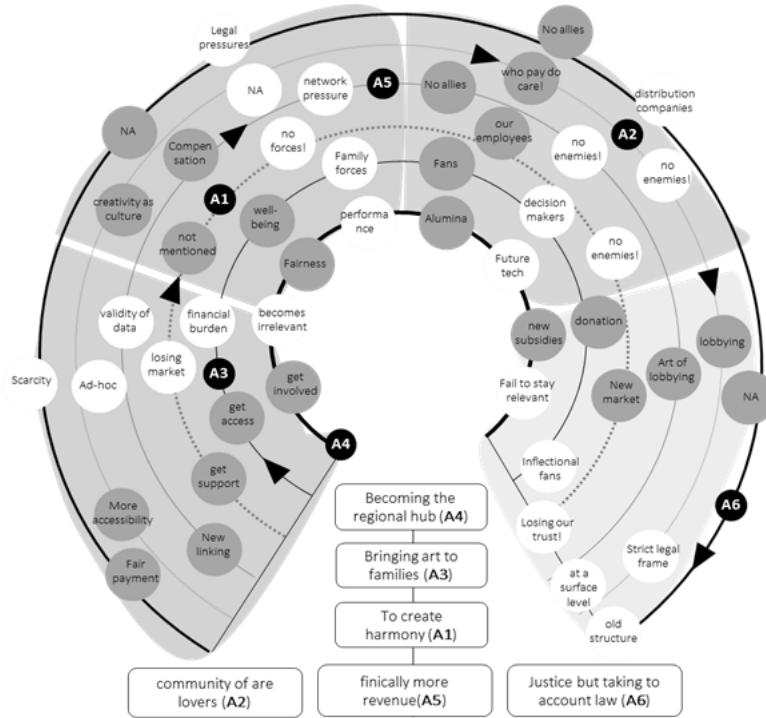 Legal
pressures
No allies
NA
network
pressure
A5
No allies
who pay do
care!
distribution
companies
NA
Compen
sation
no
forces!
our
employees
no
enemies!
A2
no
enemies!
creativity as
culture
A1
well-
being
Family
forces
Fans
decision
makers
not
mentioned
Fairness
performa
nce
Alumina
Future
tech
no
enemies!
validity of
data
financial
burden
becomes
irrelevant
new
subsidies
donation
lobbying
Scarcity
Ad-hoc
losing
market
A3
get
involved
Fail to stay
relevant
New
market
Art of
lobbying
NA
get
access
A4
get
support
Inflectional
fans
More
accessibility
New
linking
Losing our
trust!
A6
Fair
payment
Strict legal
frame
at a
surface
level
old
structure
Becoming the
regional hub (A4)
Bringing art to
families (A3)
To create
harmony (A1)
community of are
lovers (A2)
finically more
revenue(A5)
Justice but taking to
account law (A6)